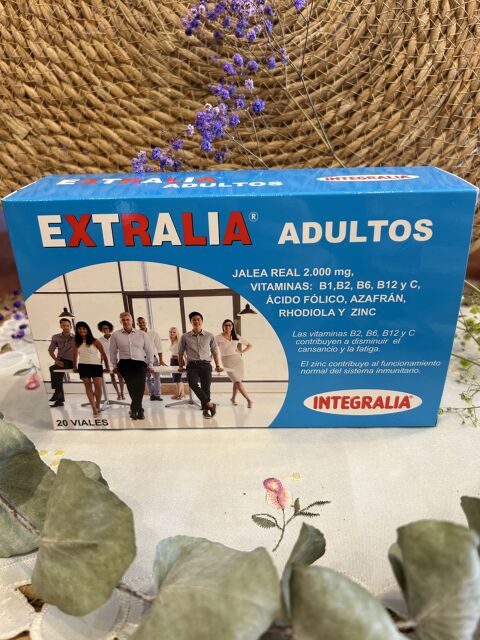 EXTRALIA ADULTOS
INTEGRALIA
EXTRALIA® ADULTOS
JALEA REAL 2.000 mg,
VITAMINAS: B1,B2, B6, B12 y C,
ÁCIDO FÓLICO, AZAFRÁN,
RHODIOLA Y ZINC
Las vitaminas B2, B6, B12 y C
contribuyen a disminuir el
cansancio y la fatiga.
El zinc contribuye al funcionamiento
normal del sistema inmunitario.
INTEGRALIA®
20 VIALES